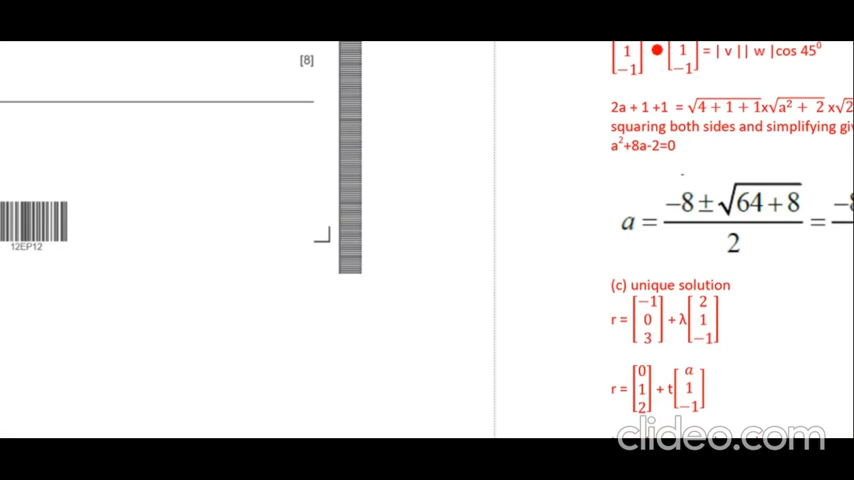 [8]
12EP12
[1 −1] • [1 −1] = | v || w |cos 45⁰
2a + 1 +1 = √4 + 1 + 1x√a² + 2 x√2
squaring both sides and simplifying gi
a²+8a-2=0
a = −8 ± √64 + 8 / 2 = −8
(c) unique solution
r = [−1 0 3] + λ[2 1 −1]
r = [0 1 2] + t[a 1 −1]
clideo.com